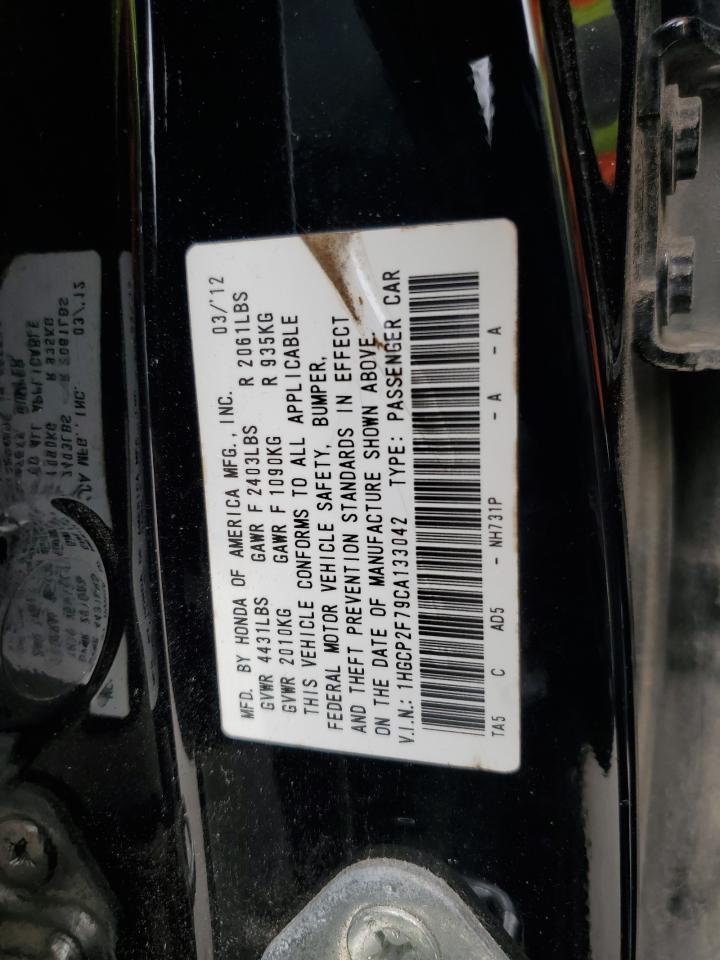 MFD. BY HONDA OF AMERICA MFG., INC. 03/'12
GVWR 4431LBS GAWR F 2403LBS R 2061LBS
GVWR 2010KG GAWR F 1090KG R 935KG
THIS VEHICLE CONFORMS TO ALL APPLICABLE
FEDERAL MOTOR VEHICLE SAFETY, BUMPER,
AND THEFT PREVENTION STANDARDS IN EFFECT
ON THE DATE OF MANUFACTURE SHOWN ABOVE.
V.I.N.: 1HGCP2F79CA133042 TYPE: PASSENGER CAR
TA5 C AD5 - NH731P - A - A